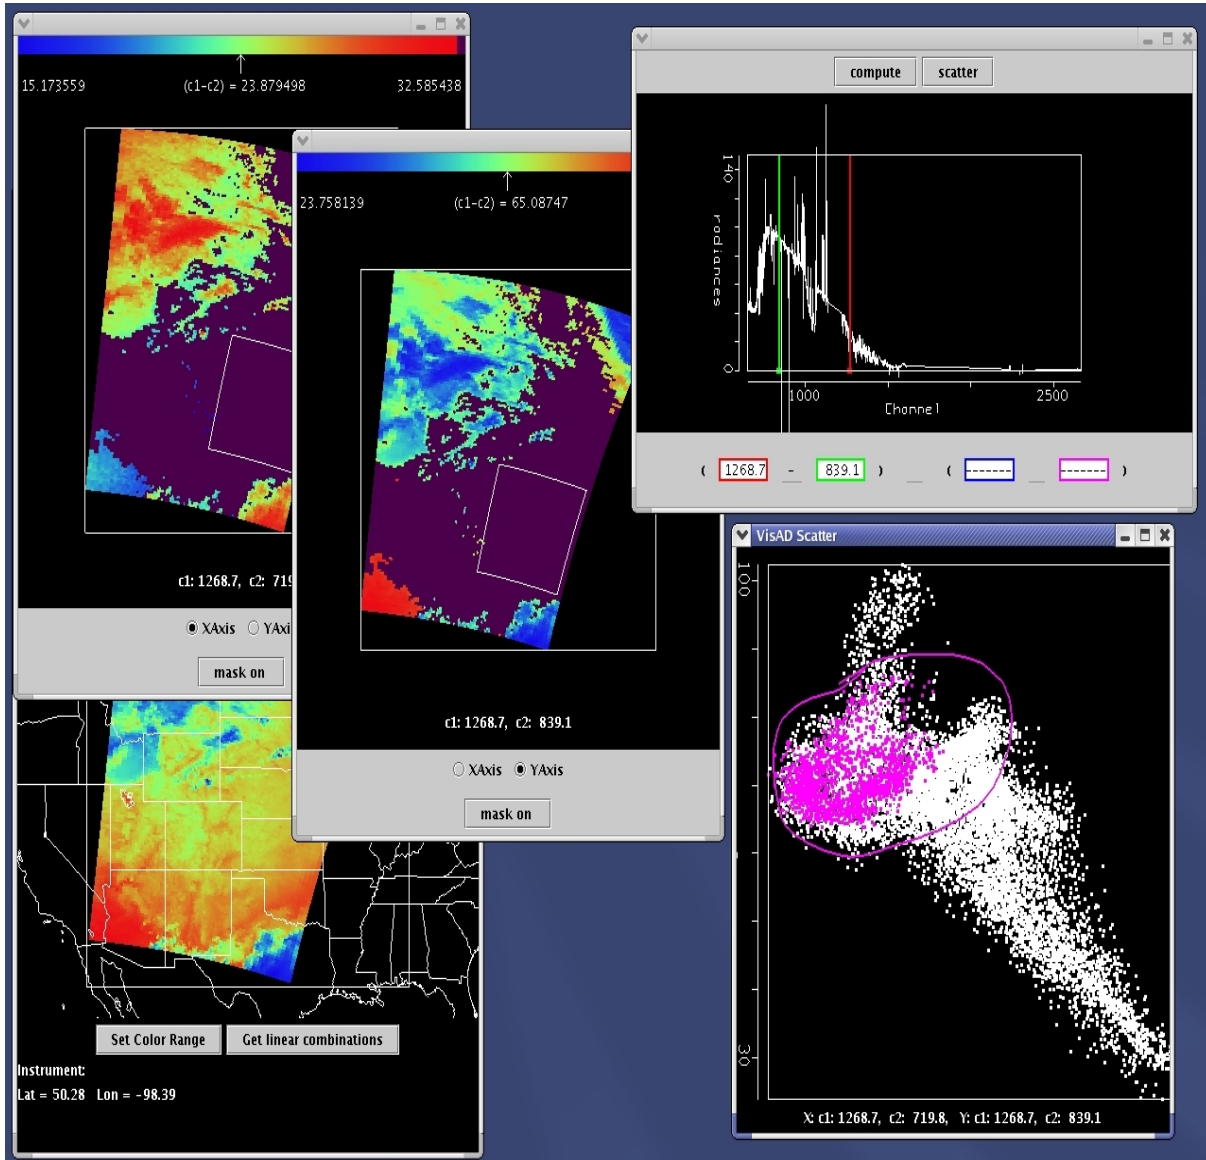 15.173559 (c1-c2) = 23.879498 32.585438
c1: 1268.7, c2: 719
XAxis YAxi
mask on
23.758139 (c1-c2) = 65.08747
c1: 1268.7, c2: 839.1
XAxis YAxis
mask on
Set Color Range Get linear combinations
Instrument:
Lat = 50.28 Lon = -98.39
compute scatter
140
radiances
0
1000 2500
Channel
( 1268.7 - 839.1 ) ( ------- ------- )
VisAD Scatter
100
30
X: c1: 1268.7, c2: 719.8, Y: c1: 1268.7, c2: 839.1